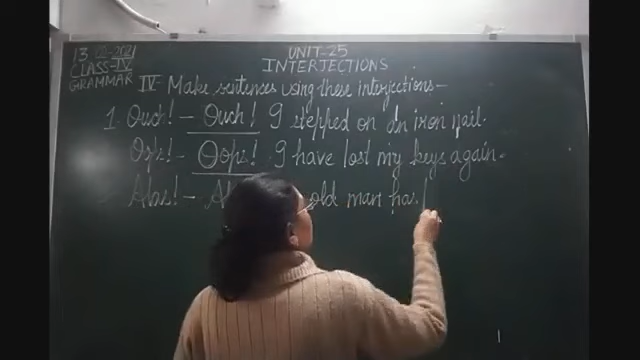 13 2021
UNIT-25
CLASS-IV
INTERJECTIONS
GRAMMAR
IV. Make sentences using these interjections-
1. Ouch! - Ouch! I stepped on an iron nail.
Oops! - Oops! I have lost my keys again.
Alas! - old man has